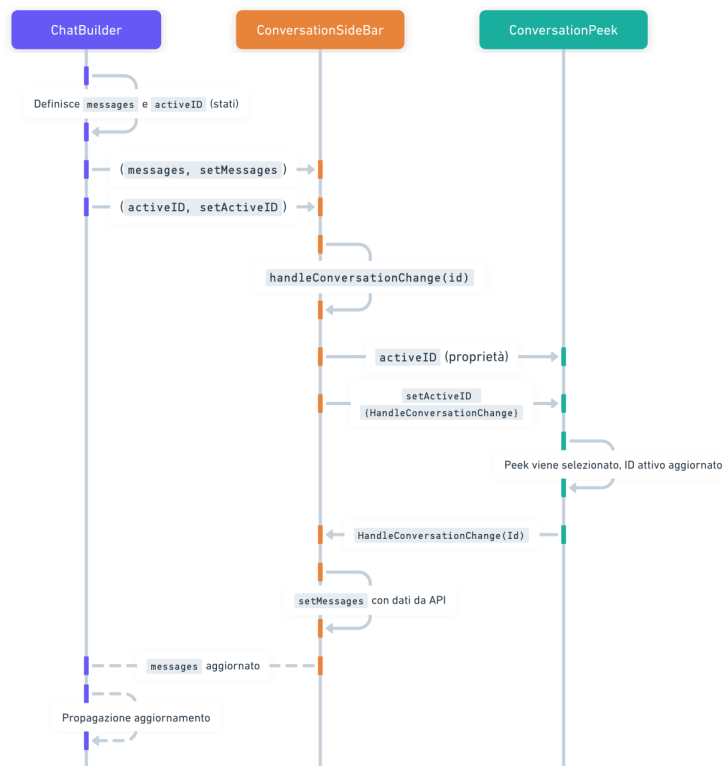 ChatBuilder
ConversationSideBar
ConversationPeek
Definisce messages e activeID (stati)
(messages, setMessages)
(activeID, setActiveID)
handleConversationChange(id)
activeID (proprietà)
setActiveID
(HandleConversationChange)
Peek viene selezionato, ID attivo aggiornato
HandleConversationChange(Id)
setMessages con dati da API
messages aggiornato
Propagazione aggiornamento